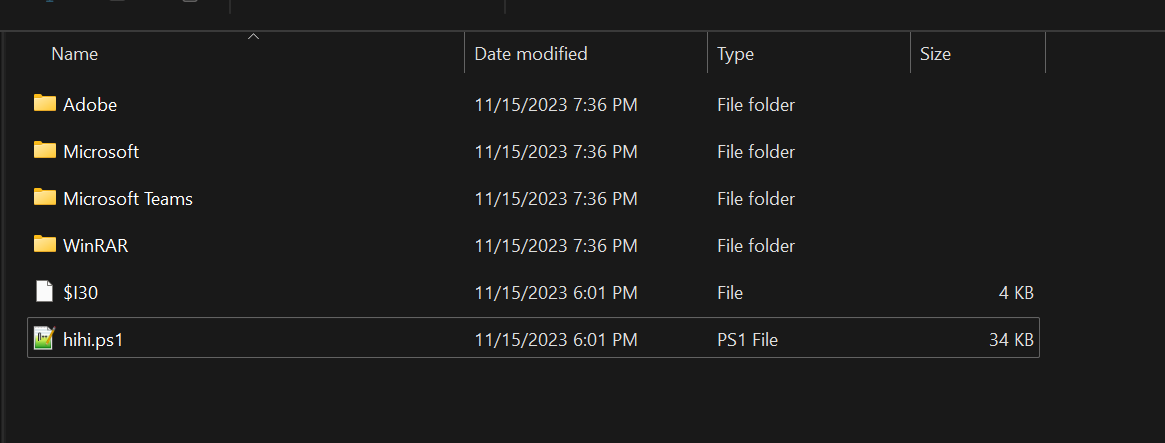 Name Date modified Type Size
Adobe 11/15/2023 7:36 PM File folder
Microsoft 11/15/2023 7:36 PM File folder
Microsoft Teams 11/15/2023 7:36 PM File folder
WinRAR 11/15/2023 7:36 PM File folder
$I30 11/15/2023 6:01 PM File 4 KB
hihi.ps1 11/15/2023 6:01 PM PS1 File 34 KB